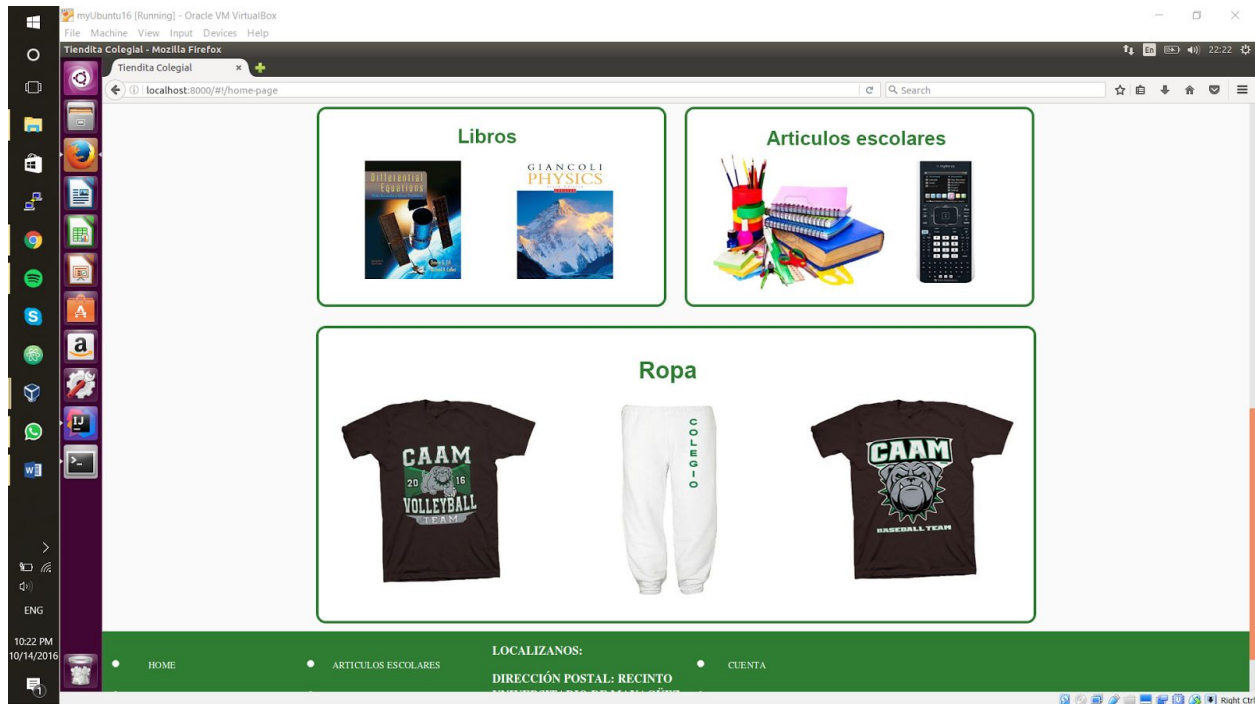 myUbuntu16 [Running] - Oracle VM VirtualBox
File Machine View Input Devices Help
Tiendita Colegial - Mozilla Firefox
En
22:22
Tiendita Colegial
localhost:8000/#!/home-page
Search
Libros
Articulos escolares
Differential
Equations
GIANCOLI
PHYSICS
Ropa
CAAM
20 16
VOLLEYBALL
TEAM
COLEGIO
CAAM
BASEBALL TEAM
ENG
10:22 PM
10/14/2016
HOME
ARTICULOS ESCOLARES
LOCALIZANOS:
DIRECCIÓN POSTAL: RECINTO
UNIVERSITARIO DE MAYAGÜEZ
CUENTA
Right Ctrl